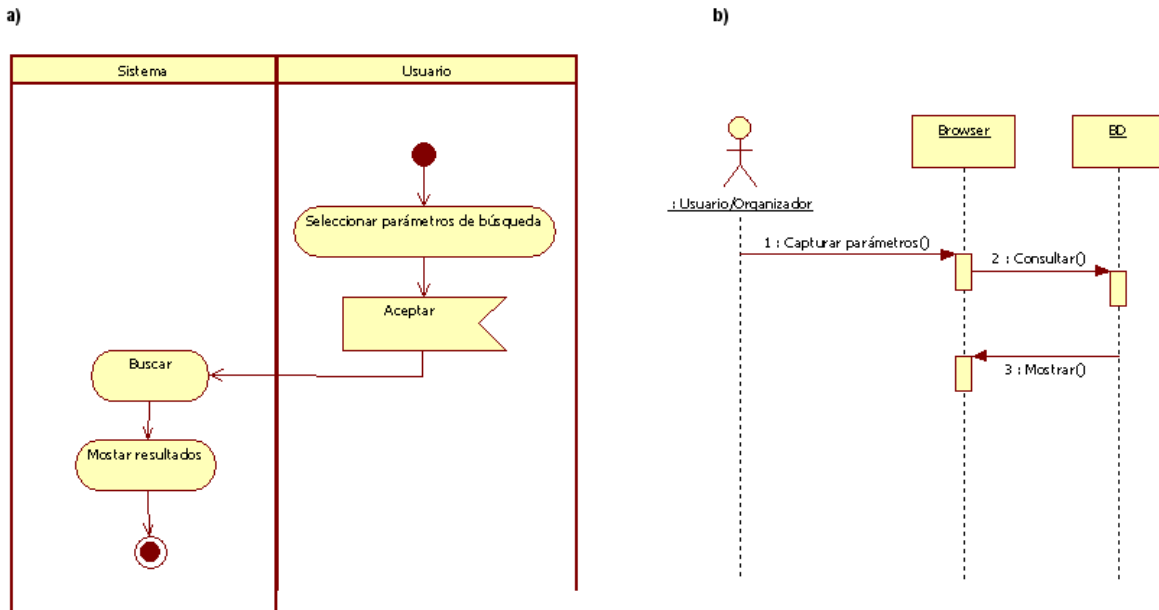 a)
Sistema
Usuario
Seleccionar parámetros de búsqueda
Aceptar
Buscar
Mostar resultados
b)
Browser
BD
: Usuario/Organizador
1 : Capturar parámetros()
2 : Consultar()
3 : Mostrar()